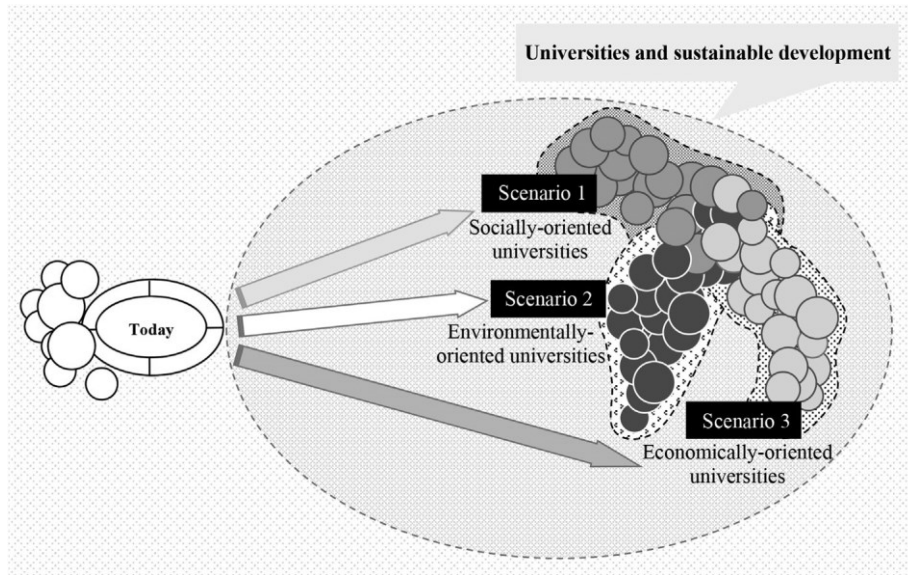 Universities and sustainable development
Scenario 1
Socially-oriented
universities
Today
Scenario 2
Environmentally-
oriented universities
Scenario 3
Economically-oriented
universities